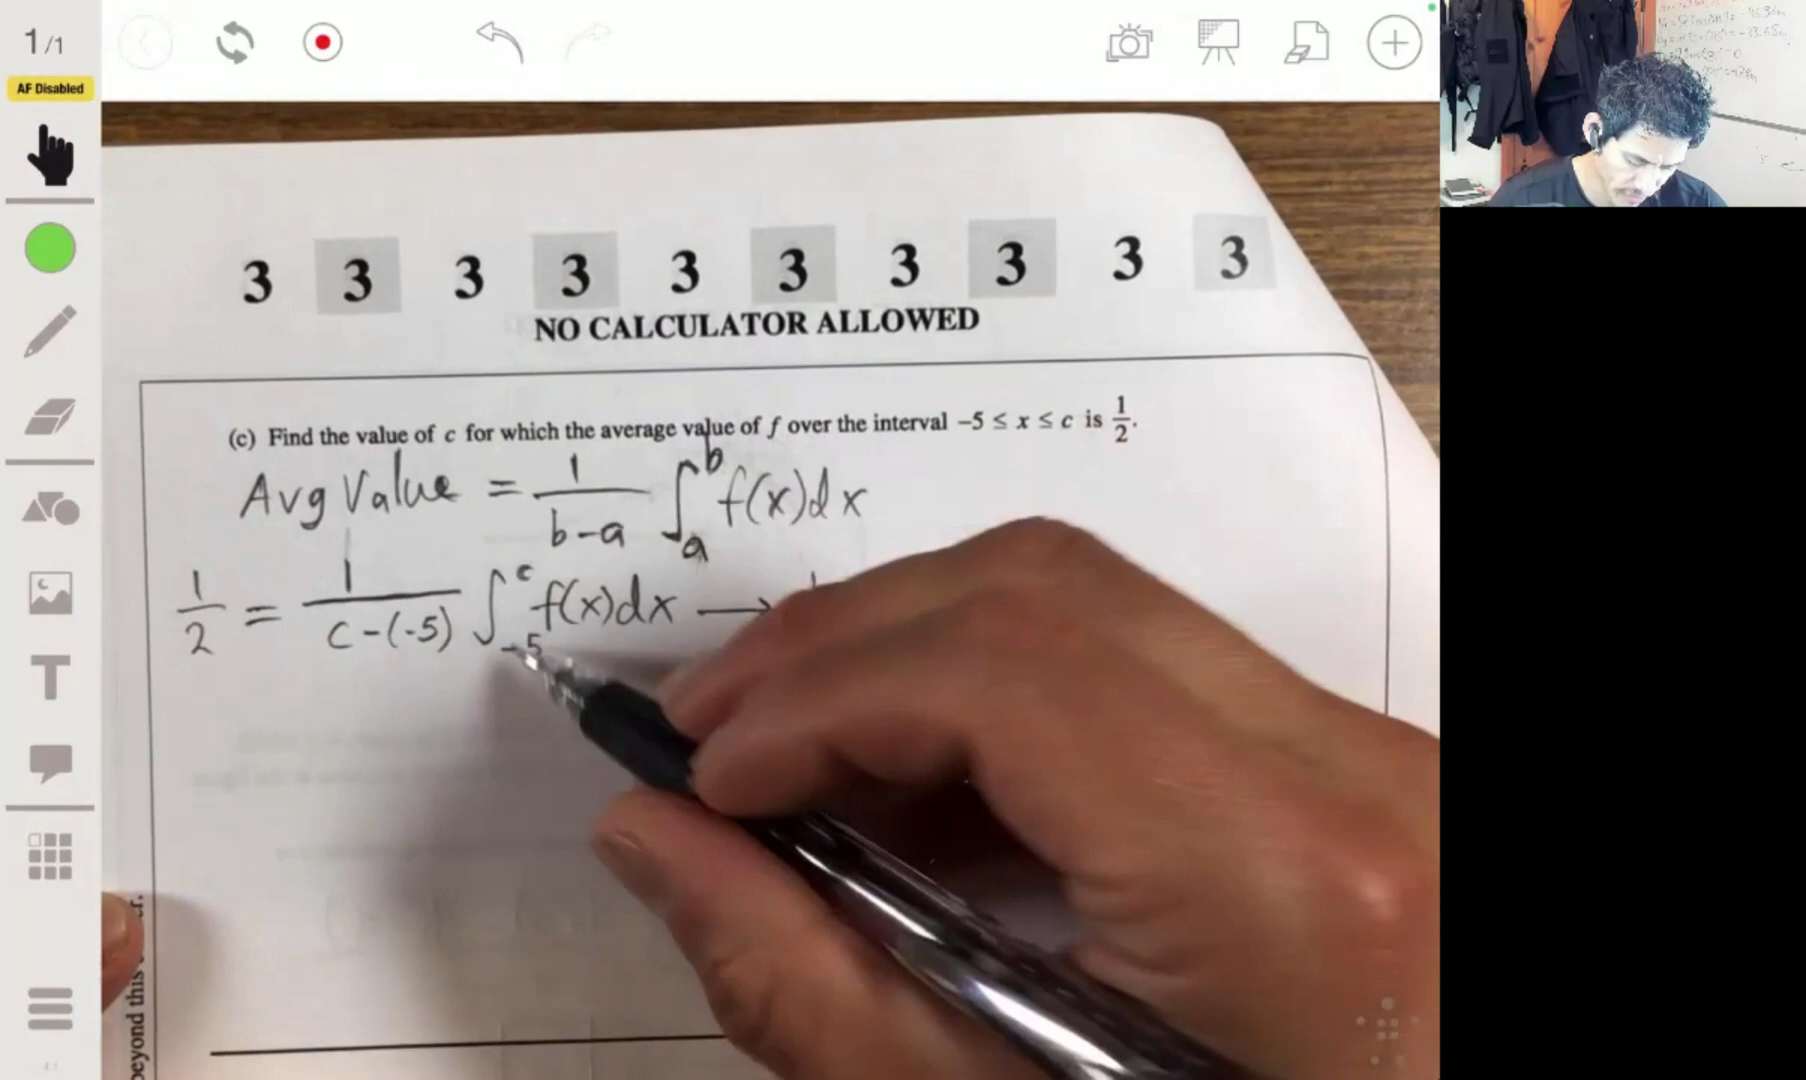 1/1
AF Disabled
3 3 3 3 3 3 3 3 3 3
NO CALCULATOR ALLOWED
(c) Find the value of c for which the average value of f over the interval −5 ≤ x ≤ c is 1/2.
Avg Value = 1/(b-a) ∫_a^b f(x)dx
1/2 = 1/(c-(-5)) ∫_-5^c f(x)dx →
beyond this
T